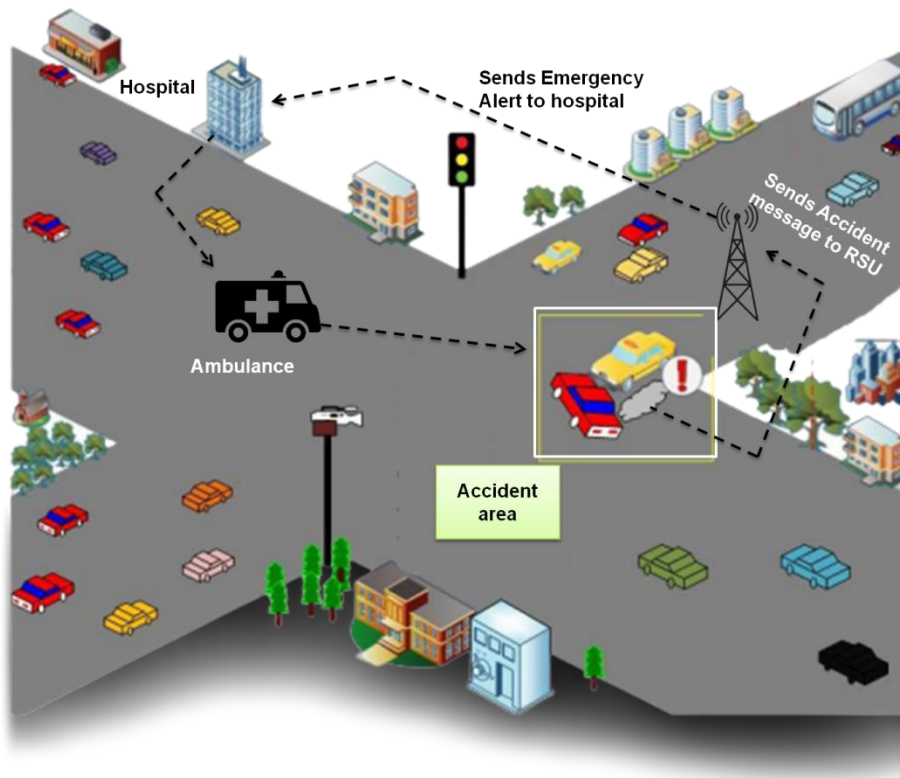 Hospital
Sends Emergency
Alert to hospital
Sends Accident
message to RSU
Ambulance
!
Accident
area